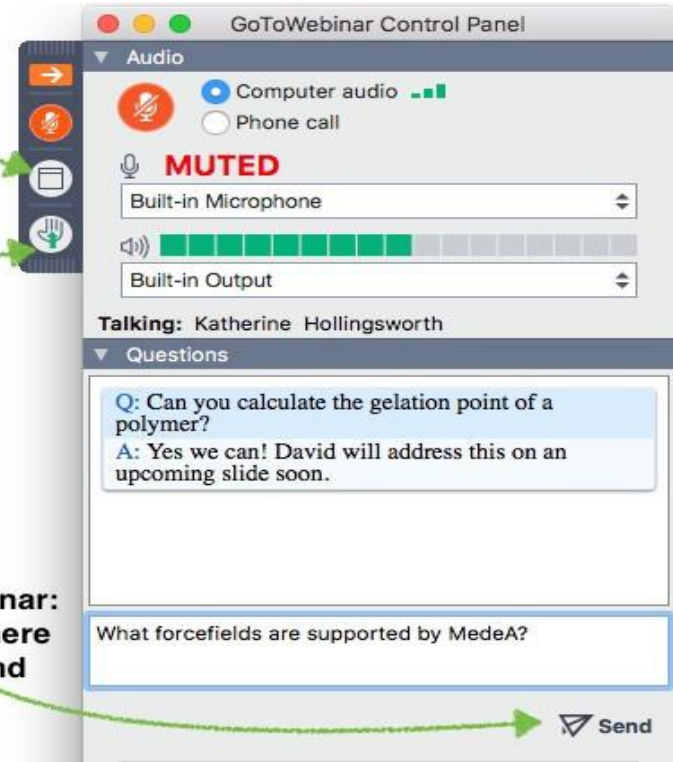 GoToWebinar Control Panel
Audio
Computer audio
Phone call
MUTED
Built-in Microphone
Built-in Output
Talking: Katherine Hollingsworth
Questions
Q: Can you calculate the gelation point of a
polymer?
A: Yes we can! David will address this on an
upcoming slide soon.
What forcefields are supported by MedeA?
Send